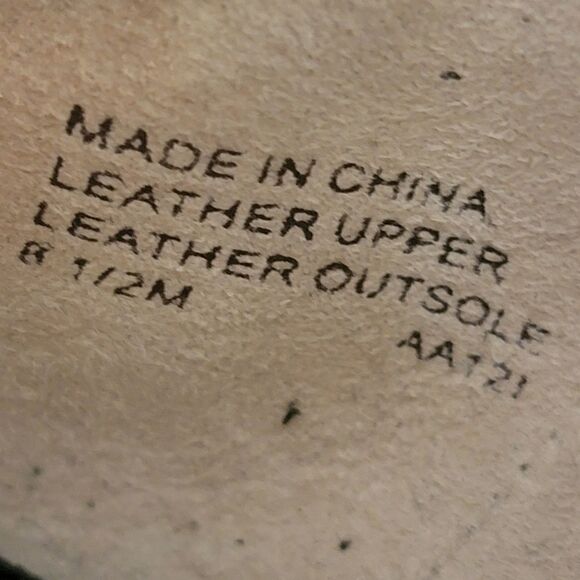 MADE IN CHINA
LEATHER UPPER
LEATHER OUTSOLE
8 1/2M
AA121